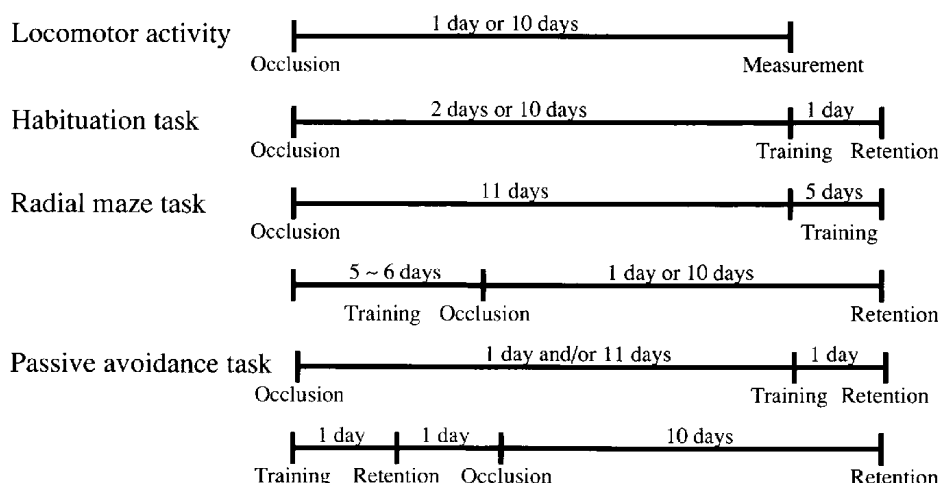 Locomotor activity
1 day or 10 days
Occlusion Measurement
Habituation task
2 days or 10 days 1 day
Occlusion Training Retention
Radial maze task
11 days 5 days
Occlusion Training
5 ~ 6 days 1 day or 10 days
Training Occlusion Retention
Passive avoidance task
1 day and/or 11 days 1 day
Occlusion Training Retention
1 day 1 day 10 days
Training Retention Occlusion Retention